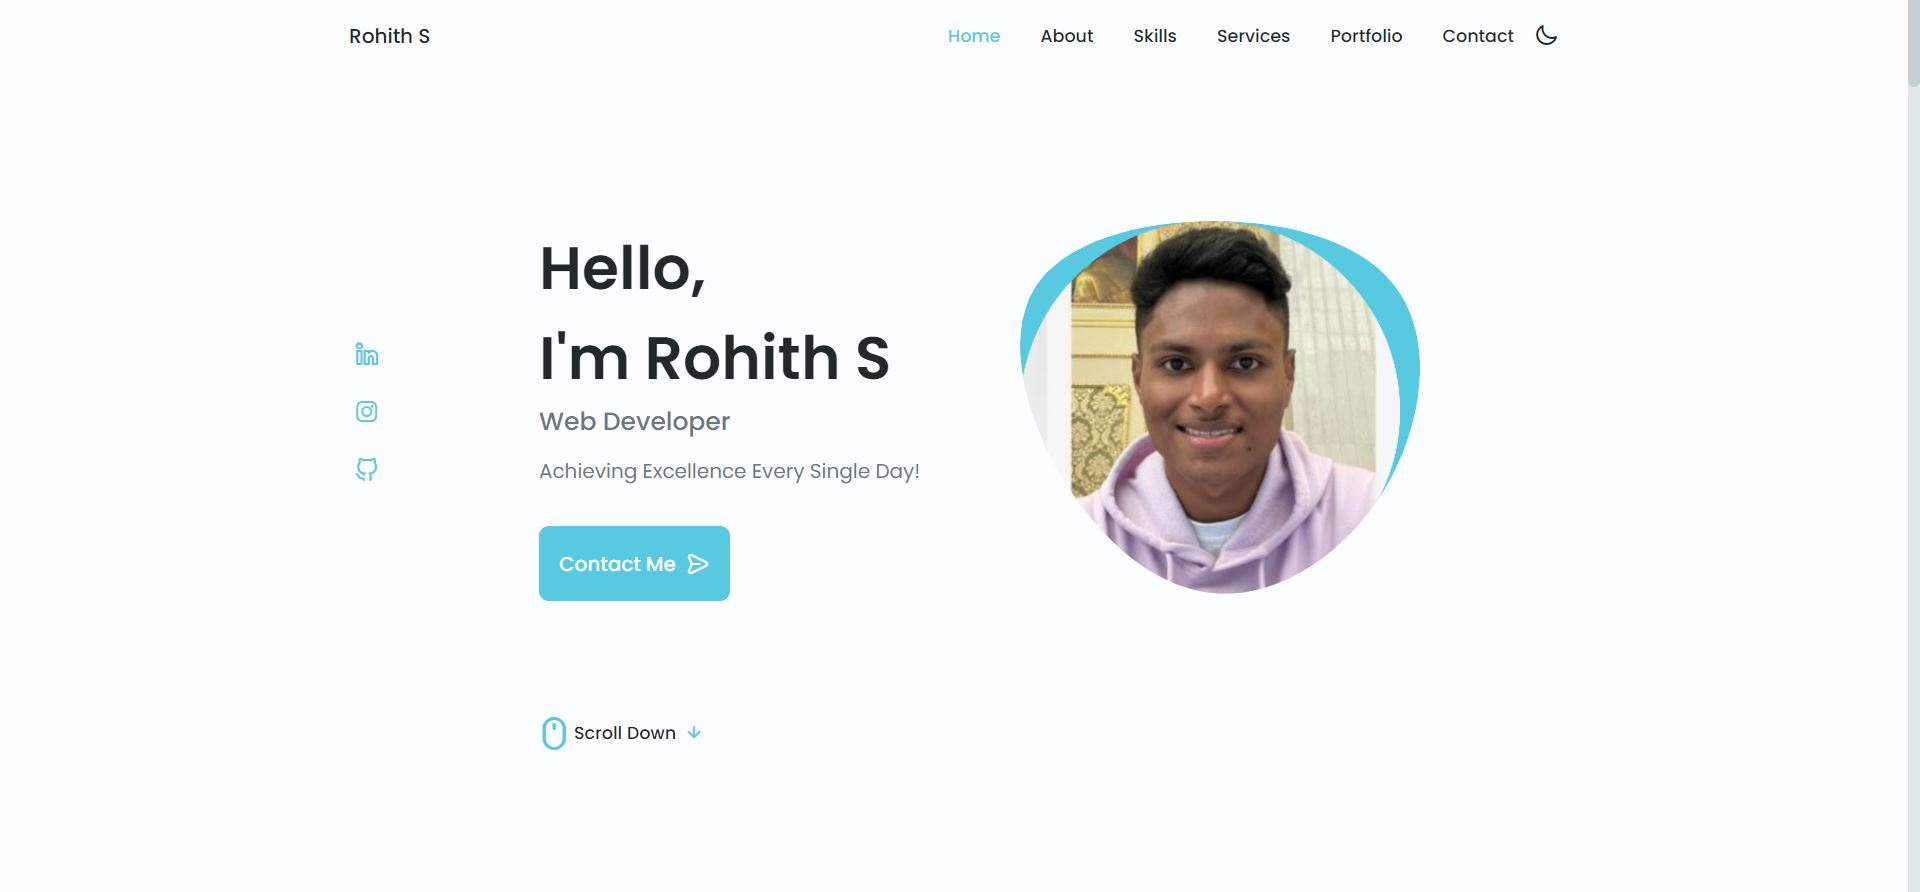 Rohith S
Home About Skills Services Portfolio Contact
Hello,
I'm Rohith S
Web Developer
Achieving Excellence Every Single Day!
Contact Me
Scroll Down